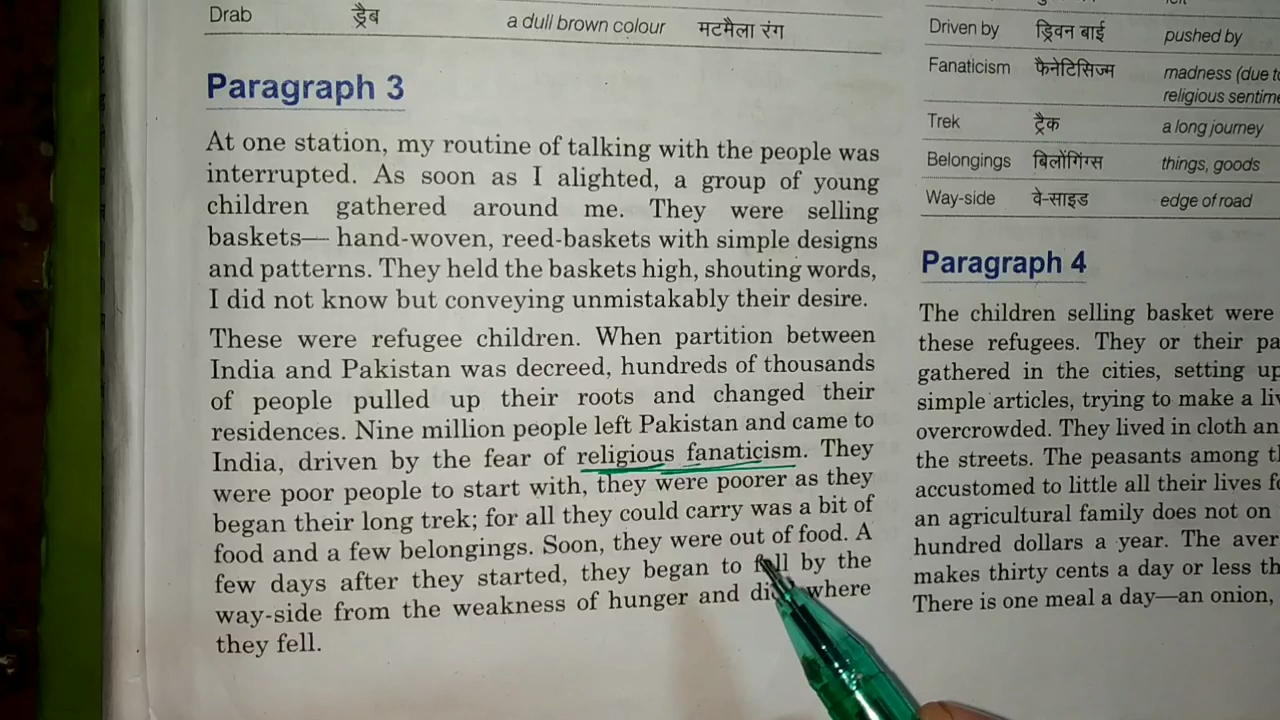 Drab ड्रैब a dull brown colour मटमैला रंग
Paragraph 3
At one station, my routine of talking with the people was
interrupted. As soon as I alighted, a group of young
children gathered around me. They were selling
baskets— hand-woven, reed-baskets with simple designs
and patterns. They held the baskets high, shouting words,
I did not know but conveying unmistakably their desire.
These were refugee children. When partition between
India and Pakistan was decreed, hundreds of thousands
of people pulled up their roots and changed their
residences. Nine million people left Pakistan and came to
India, driven by the fear of religious fanaticism. They
were poor people to start with, they were poorer as they
began their long trek; for all they could carry was a bit of
food and a few belongings. Soon, they were out of food. A
few days after they started, they began to fall by the
way-side from the weakness of hunger and where
they fell.
Driven by ड्रिवन बाई pushed by
Fanaticism फैनेटिसिज्म madness (due to
religious sentime
Trek ट्रैक a long journey
Belongings बिलोंगिंग्स things, goods
Way-side वे-साइड edge of road
Paragraph 4
The children selling basket were
these refugees. They or their pa
gathered in the cities, setting up
simple articles, trying to make a liv
overcrowded. They lived in cloth an
the streets. The peasants among t
accustomed to little all their lives f
an agricultural family does not on
hundred dollars a year. The aver
makes thirty cents a day or less th
There is one meal a day—an onion,